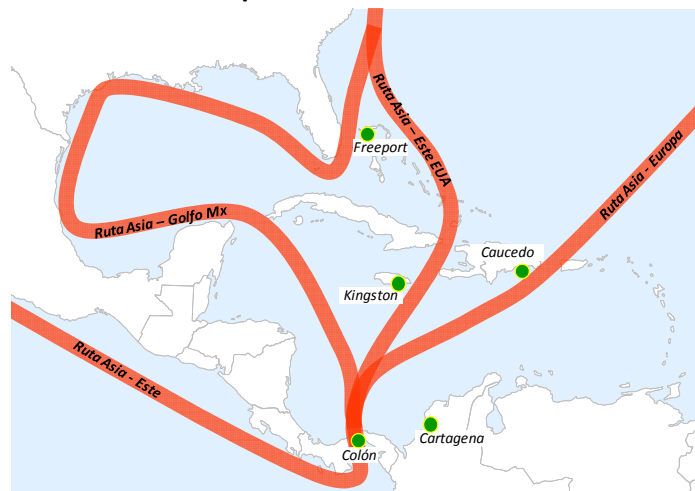 Ruta Asia – Este EUA
Freeport
Ruta Asia - Europa
Ruta Asia – Golfo Mx
Caucedo
Kingston
Ruta Asia - Este
Cartagena
Colón